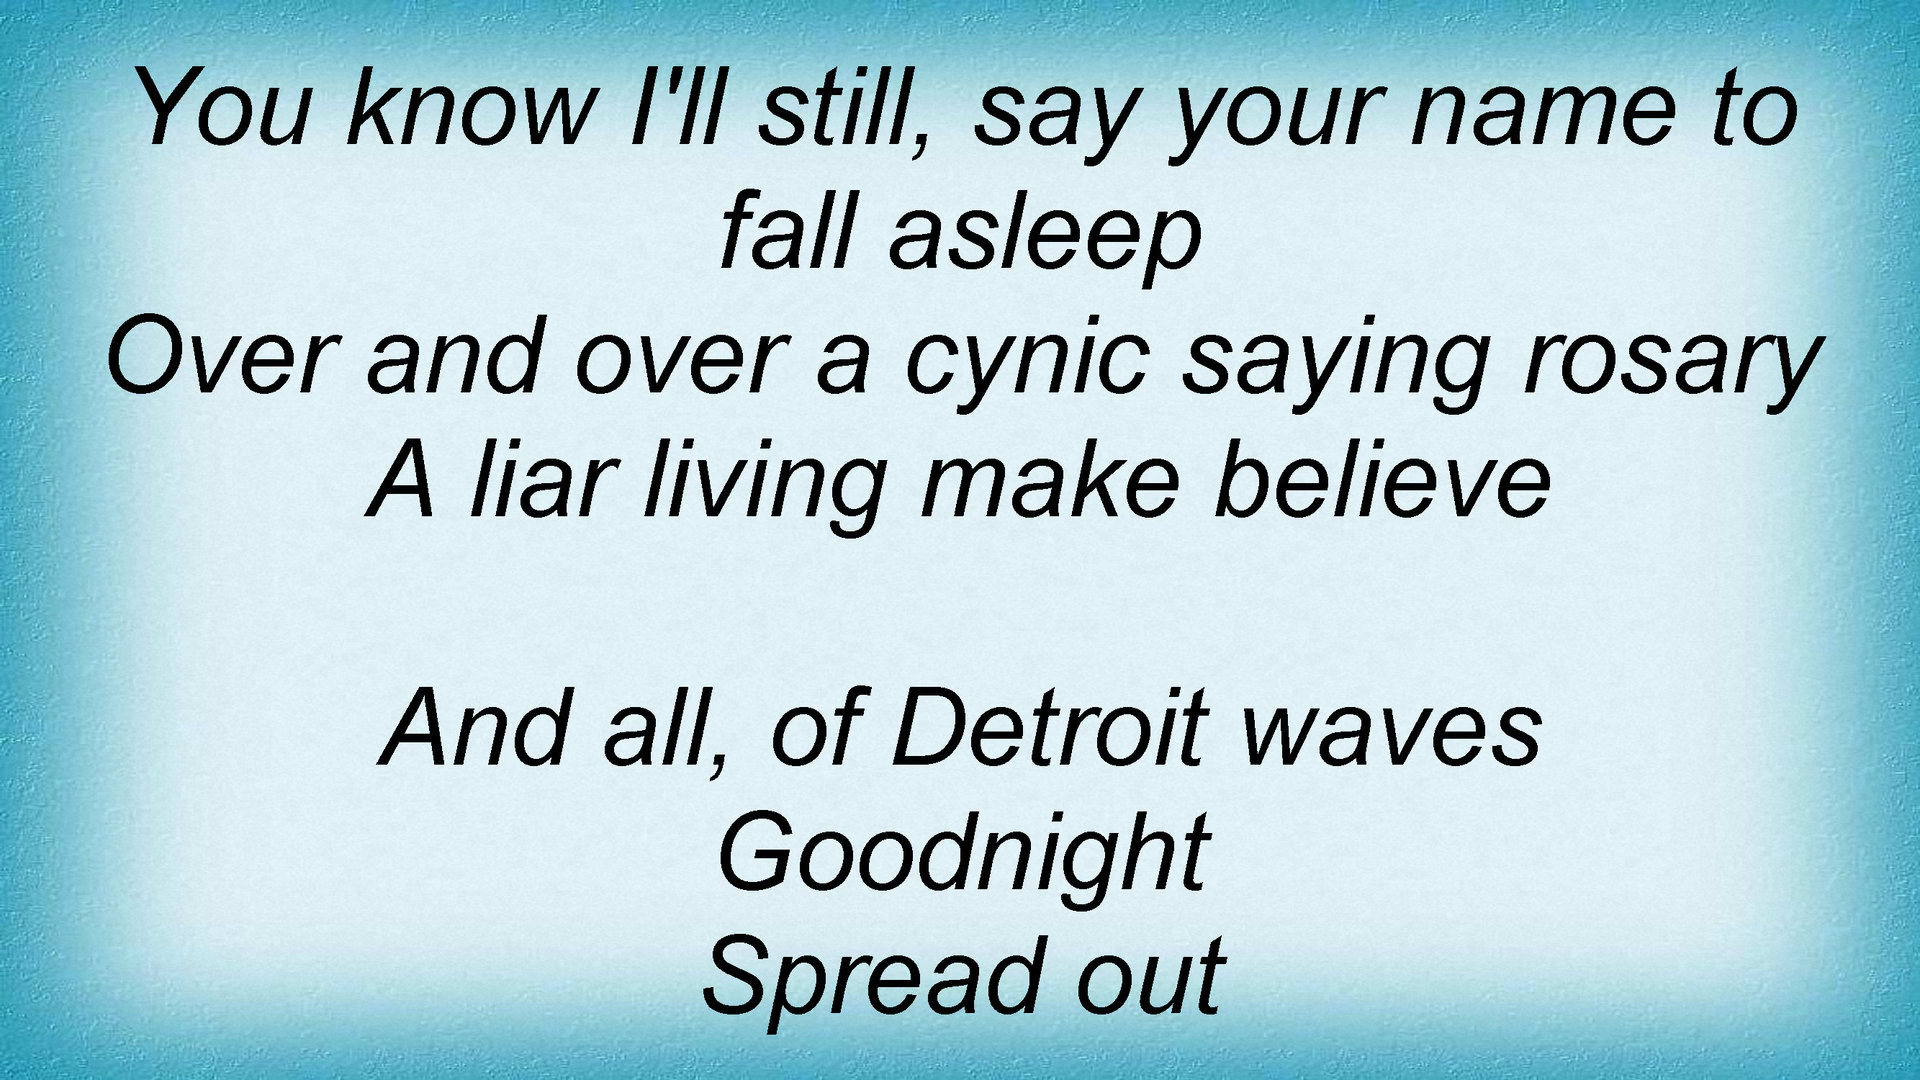 You know I'll still, say your name to
fall asleep
Over and over a cynic saying rosary
A liar living make believe
And all, of Detroit waves
Goodnight
Spread out